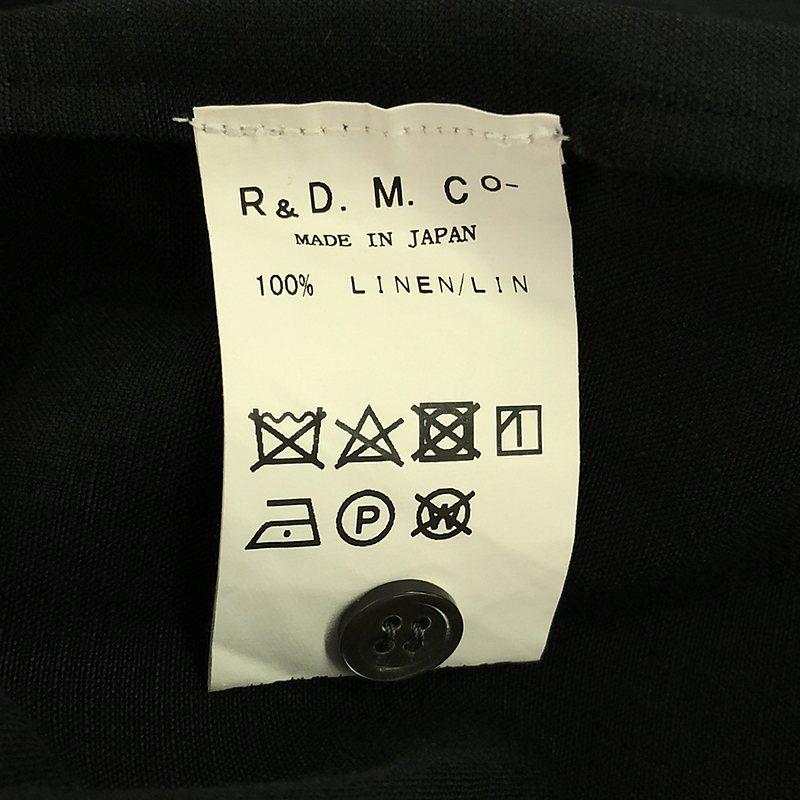 R&D. M. Co-
MADE IN JAPAN
100% LINEN/LIN
P W